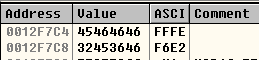 Address Value ASCI Comment
0012F7C4 45464646 FFFE
0012F7C8 32453646 F6E2